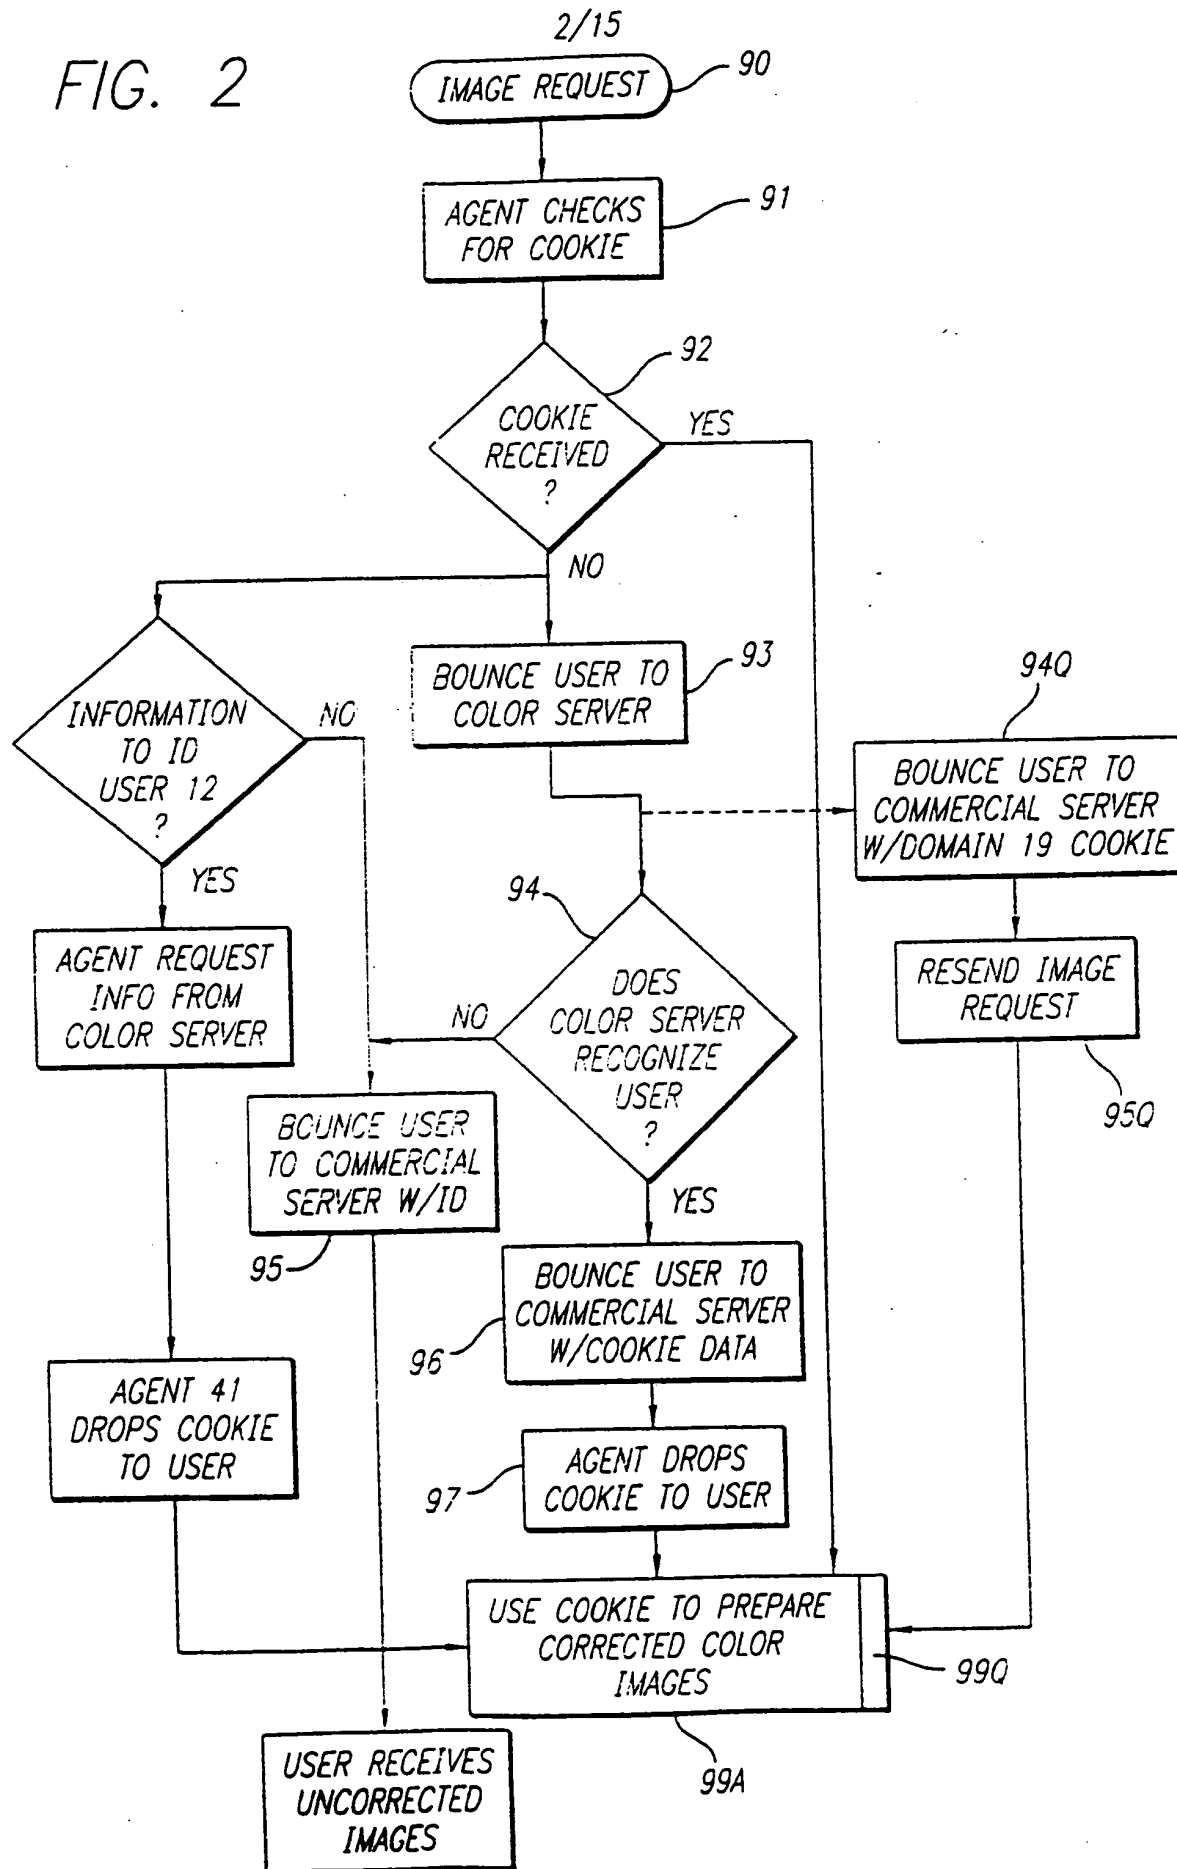 2/15
FIG. 2
IMAGE REQUEST
90
AGENT CHECKS
FOR COOKIE
91
92
COOKIE
RECEIVED
?
YES
NO
BOUNCE USER TO
COLOR SERVER
93
INFORMATION
TO ID
USER 12
?
NO
YES
94Q
BOUNCE USER TO
COMMERCIAL SERVER
W/DOMAIN 19 COOKIE
94
AGENT REQUEST
INFO FROM
COLOR SERVER
DOES
COLOR SERVER
RECOGNIZE
USER
?
NO
YES
RESEND IMAGE
REQUEST
95Q
BOUNCE USER
TO COMMERCIAL
SERVER W/ID
95
BOUNCE USER TO
COMMERCIAL SERVER
W/COOKIE DATA
96
AGENT 41
DROPS COOKIE
TO USER
AGENT DROPS
COOKIE TO USER
97
USE COOKIE TO PREPARE
CORRECTED COLOR
IMAGES
99Q
99A
USER RECEIVES
UNCORRECTED
IMAGES